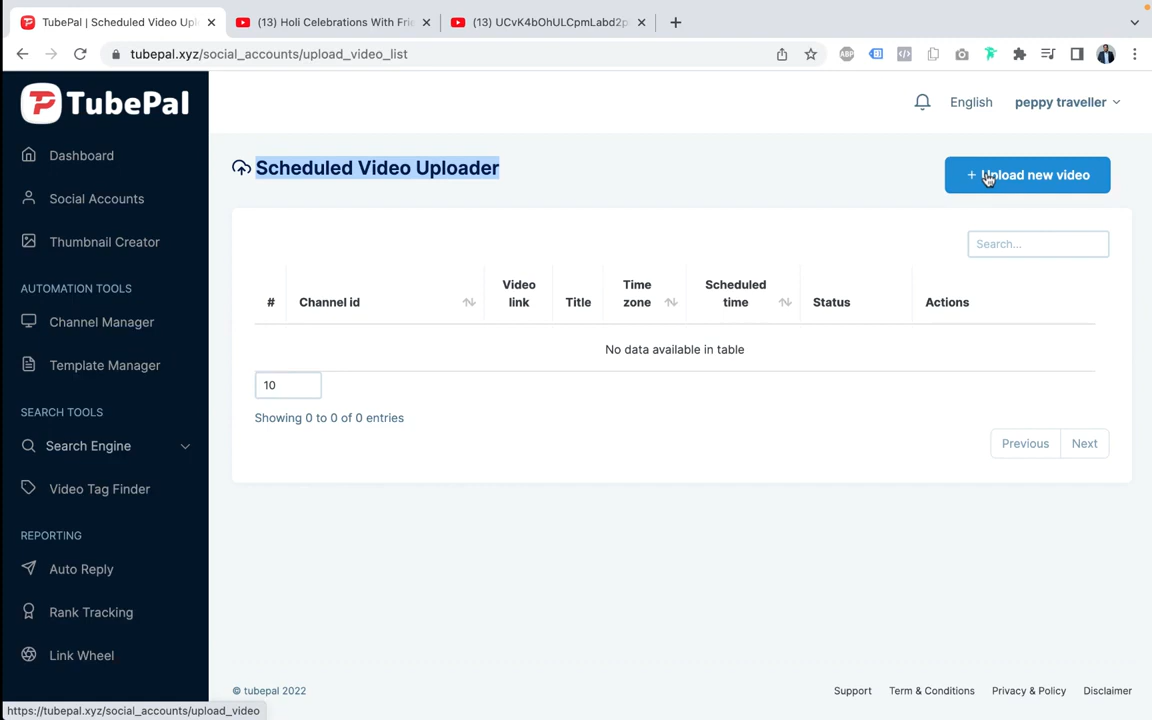 TubePal | Scheduled Video Upl
(13) Holi Celebrations With Frie
(13) UCvK4bOhULCpmLabd2p
tubepal.xyz/social_accounts/upload_video_list
ABP
TubePal
English
peppy traveller
Dashboard
Social Accounts
Thumbnail Creator
AUTOMATION TOOLS
Channel Manager
Template Manager
SEARCH TOOLS
Search Engine
Video Tag Finder
REPORTING
Auto Reply
Rank Tracking
Link Wheel
Scheduled Video Uploader
+ Upload new video
Search...
# Channel id Video link Title Time zone Scheduled time Status Actions
No data available in table
10
Showing 0 to 0 of 0 entries
Previous Next
© tubepal 2022
Support Term & Conditions Privacy & Policy Disclaimer
https://tubepal.xyz/social_accounts/upload_video